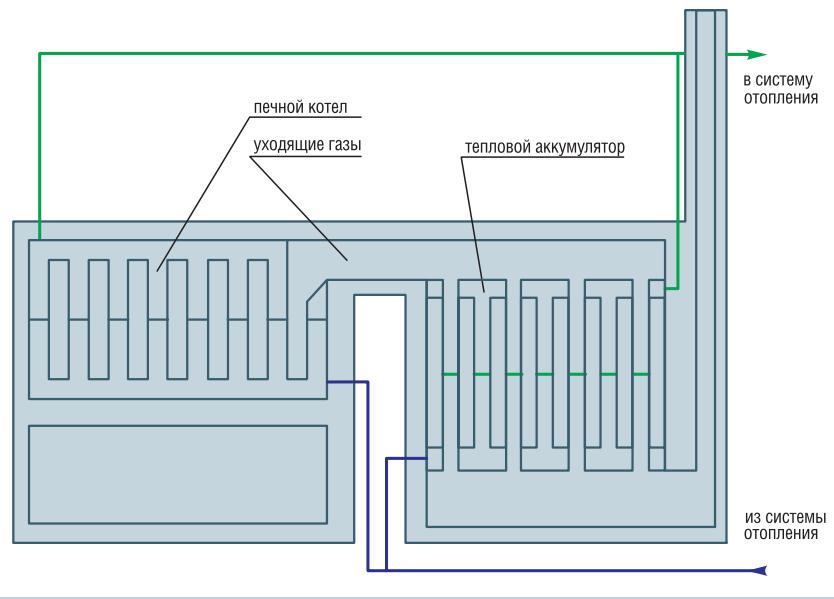 в систему
отопления
печной котел
уходящие газы
тепловой аккумулятор
из системы
отопления